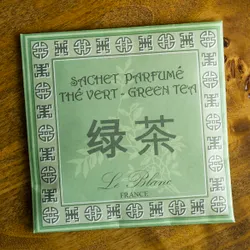 SACHET PARFUMÉ
THÉ VERT - GREEN TEA
绿茶
Le Blanc
FRANCE